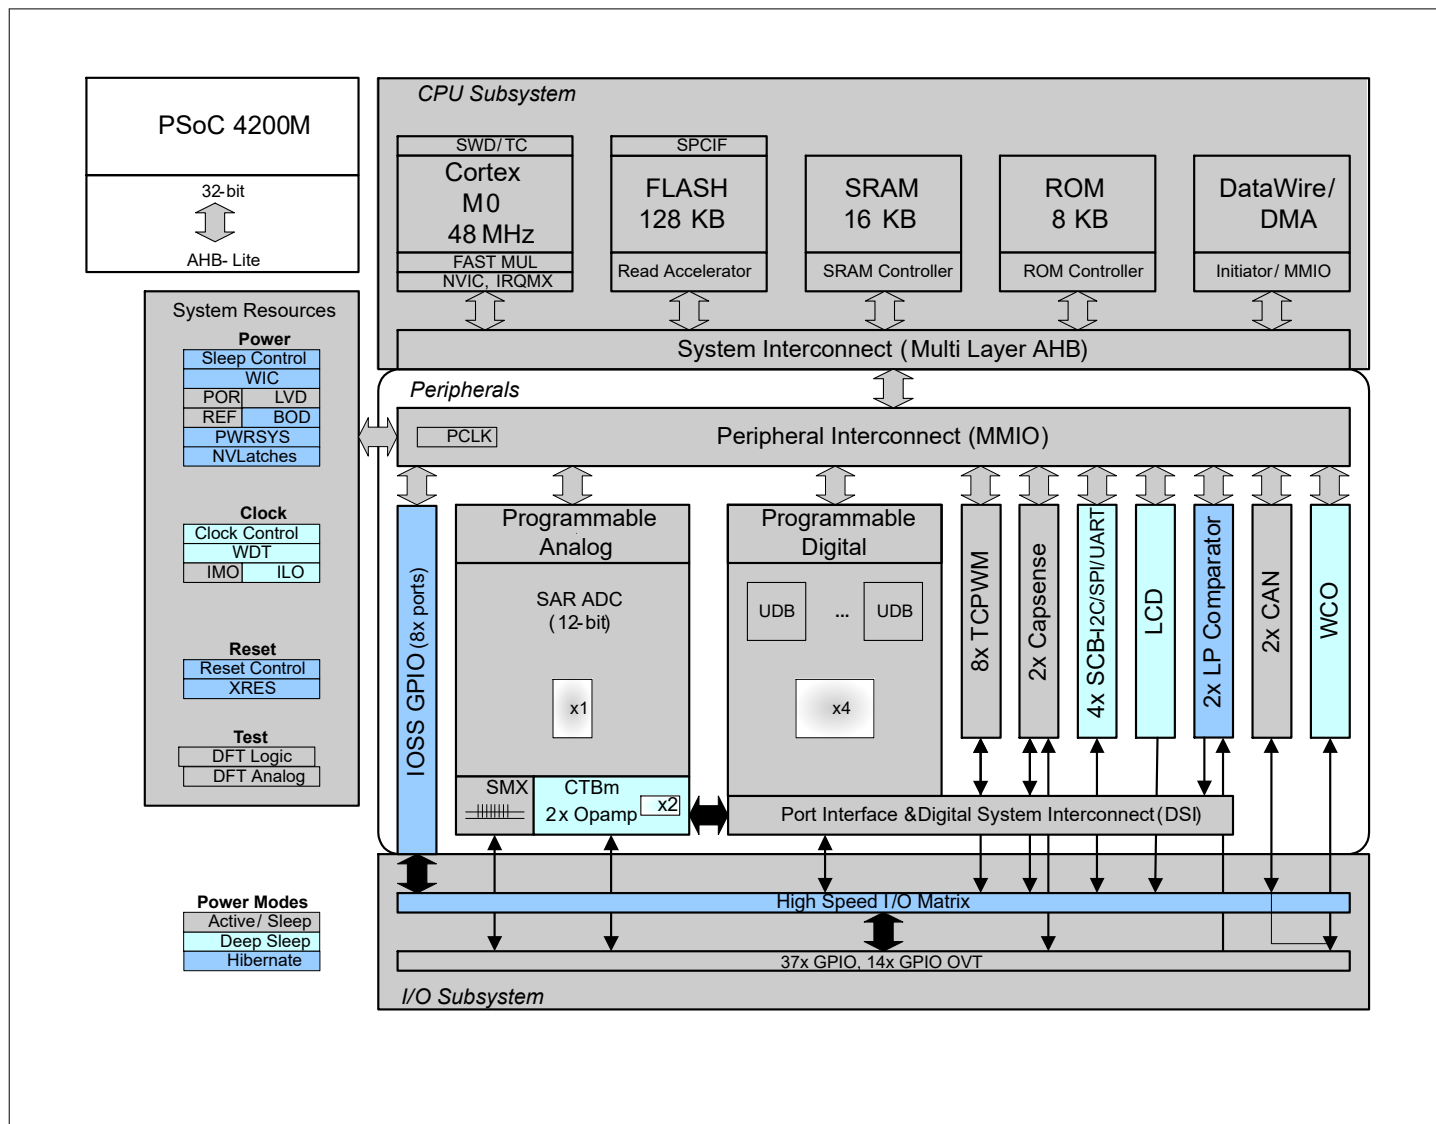 PSoC 4200M
32-bit
AHB- Lite
CPU Subsystem
SWD/TC
Cortex
M0
48 MHz
FAST MUL
NVIC, IRQMX
SPCIF
FLASH
128 KB
Read Accelerator
SRAM
16 KB
SRAM Controller
ROM
8 KB
ROM Controller
DataWire/
DMA
Initiator/ MMIO
System Interconnect (Multi Layer AHB)
System Resources
Power
Sleep Control
WIC
POR LVD
REF BOD
PWRSYS
NVLatches
Clock
Clock Control
WDT
IMO ILO
Reset
Reset Control
XRES
Test
DFT Logic
DFT Analog
Peripherals
PCLK
Peripheral Interconnect (MMIO)
IOSS GPIO (8x ports)
Programmable
Analog
SAR ADC
(12-bit)
x1
SMX
CTBm
2x Opamp
x2
Programmable
Digital
UDB ... UDB
x4
8x TCPWM
2x Capsense
4x SCB-I2C/SPI/UART
LCD
2x LP Comparator
2x CAN
WCO
Port Interface & Digital System Interconnect (DSI)
High Speed I/O Matrix
37x GPIO, 14x GPIO OVT
I/O Subsystem
Power Modes
Active/ Sleep
Deep Sleep
Hibernate